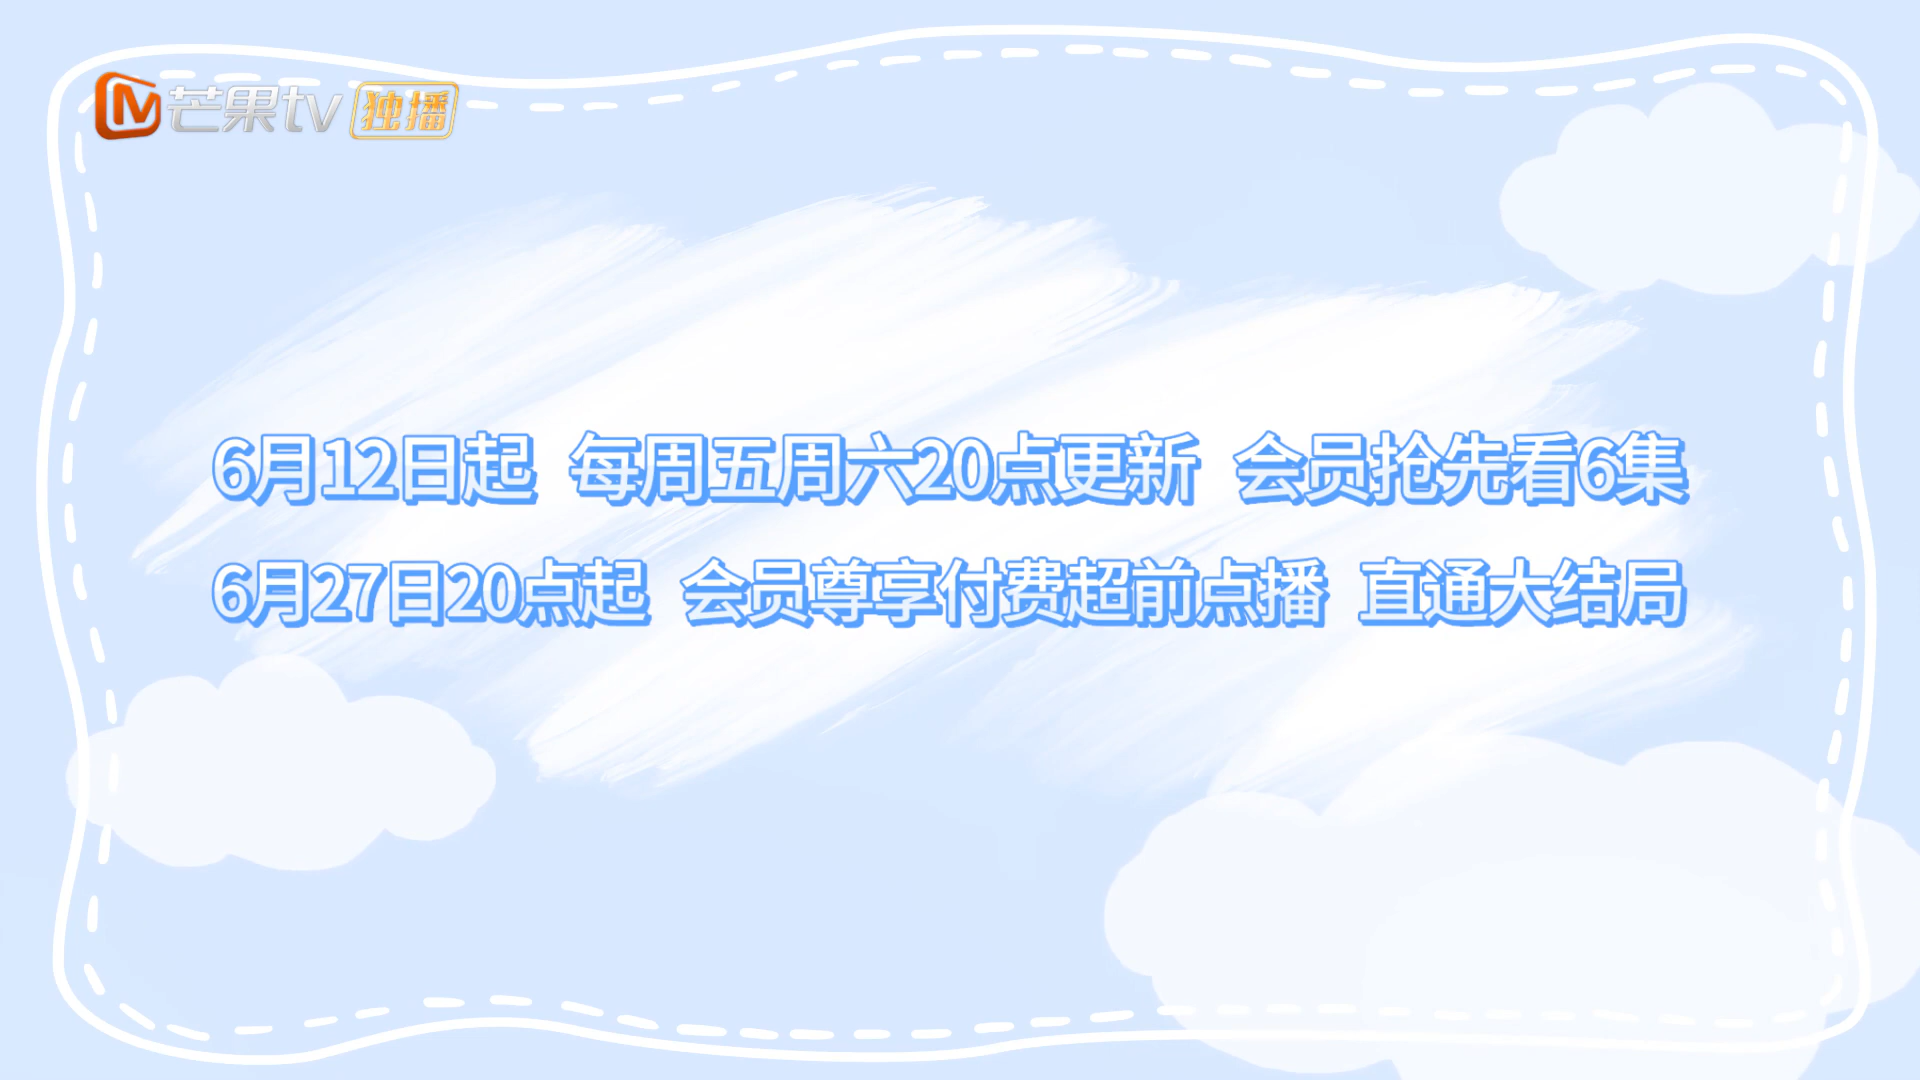 芒果tv 独播
6月12日起 每周五周六20点更新 会员抢先看6集
6月27日20点起 会员尊享付费超前点播 直通大结局